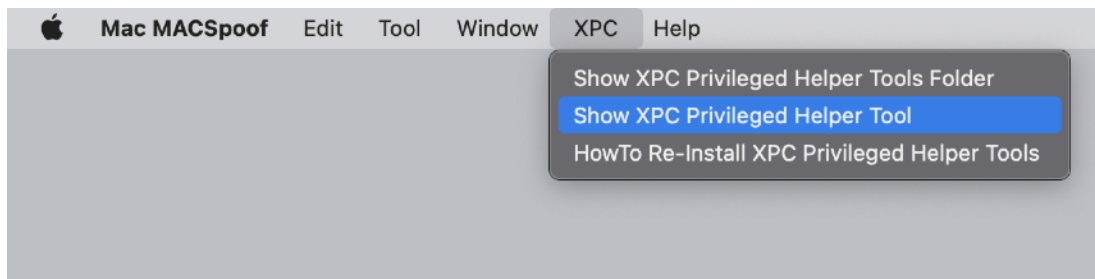 Mac MACSpoof Edit Tool Window XPC Help
Show XPC Privileged Helper Tools Folder
Show XPC Privileged Helper Tool
HowTo Re-Install XPC Privileged Helper Tools